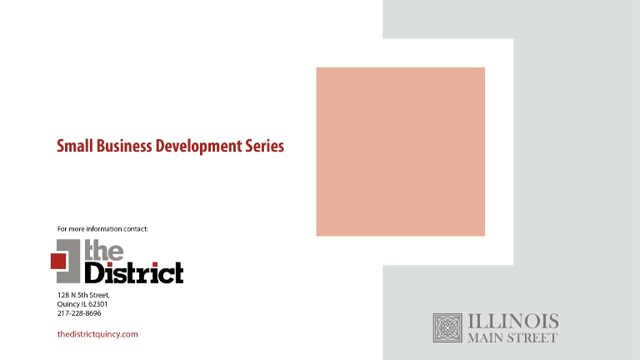 Small Business Development Series
For more information contact:
the
District
128 N 5th Street,
Quincy IL 62301
217-228-8696
thedistrictquincy.com
ILLINOIS
MAIN STREET